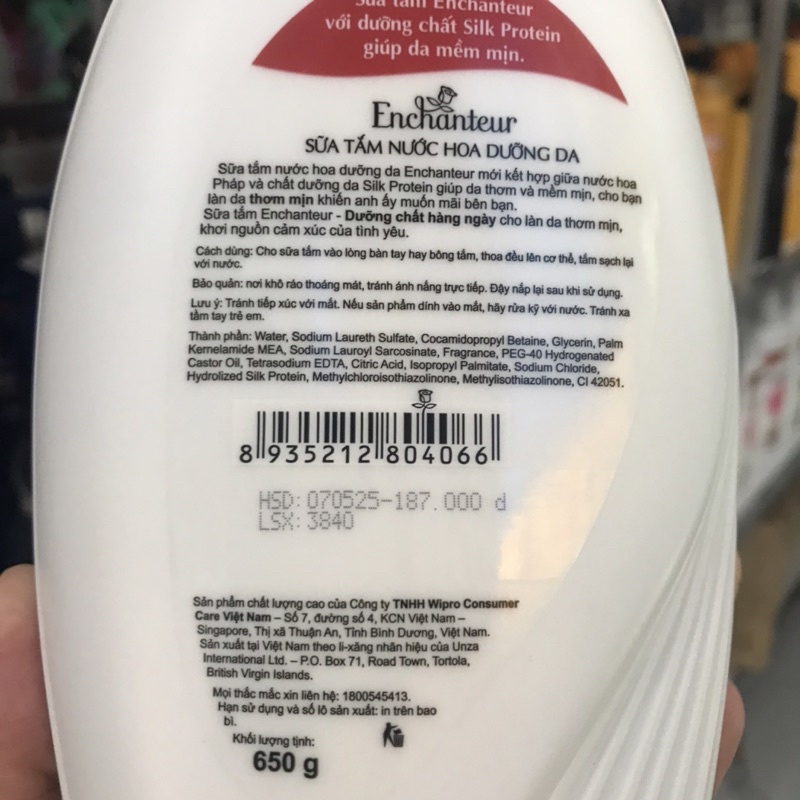 Sữa tắm Enchanteur
với dưỡng chất Silk Protein
giúp da mềm mịn.
Enchanteur
SỮA TẮM NƯỚC HOA DƯỠNG DA
Sữa tắm nước hoa dưỡng da Enchanteur mới kết hợp giữa nước hoa
Pháp và chất dưỡng da Silk Protein giúp da thơm và mềm mịn, cho bạn
làn da thơm mịn khiến anh ấy muốn mãi bên bạn.
Sữa tắm Enchanteur - Dưỡng chất hàng ngày cho làn da thơm mịn,
khơi nguồn cảm xúc của tình yêu.
Cách dùng: Cho sữa tắm vào lòng bàn tay hay bông tắm, thoa đều lên cơ thể, tắm sạch lại
với nước.
Bảo quản: nơi khô ráo thoáng mát, tránh ánh nắng trực tiếp. Đậy nắp lại sau khi sử dụng.
Lưu ý: Tránh tiếp xúc với mắt. Nếu sản phẩm dính vào mắt, hãy rửa kỹ với nước. Tránh xa
tầm tay trẻ em.
Thành phần: Water, Sodium Laureth Sulfate, Cocamidopropyl Betaine, Glycerin, Palm
Kernelamide MEA, Sodium Lauroyl Sarcosinate, Fragrance, PEG-40 Hydrogenated
Castor Oil, Tetrasodium EDTA, Citric Acid, Isopropyl Palmitate, Sodium Chloride,
Hydrolized Silk Protein, Methylchloroisothiazolinone, Methylisothiazolinone, CI 42051.
8 935212 804066
HSD: 070525-187.000 d
LSX: 3840
Sản phẩm chất lượng cao của Công ty TNHH Wipro Consumer
Care Việt Nam – Số 7, đường số 4, KCN Việt Nam –
Singapore, Thị xã Thuận An, Tỉnh Bình Dương, Việt Nam.
Sản xuất tại Việt Nam theo li-xăng nhãn hiệu của Unza
International Ltd. – P.O. Box 71, Road Town, Tortola,
British Virgin Islands.
Mọi thắc mắc xin liên hệ: 1800545413.
Hạn sử dụng và số lô sản xuất: in trên bao
bì.
Khối lượng tịnh:
650 g